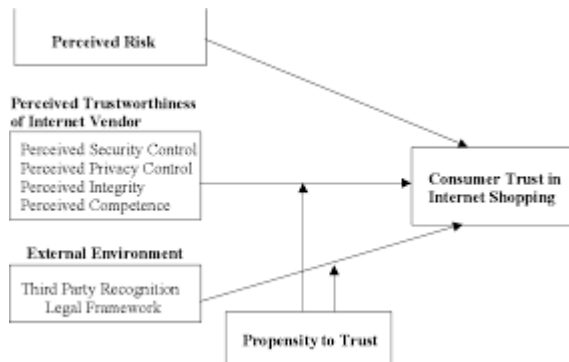 Perceived Risk
Perceived Trustworthiness
of Internet Vendor
Perceived Security Control
Perceived Privacy Control
Perceived Integrity
Perceived Competence
Consumer Trust in
Internet Shopping
External Environment
Third Party Recognition
Legal Framework
Propensity to Trust